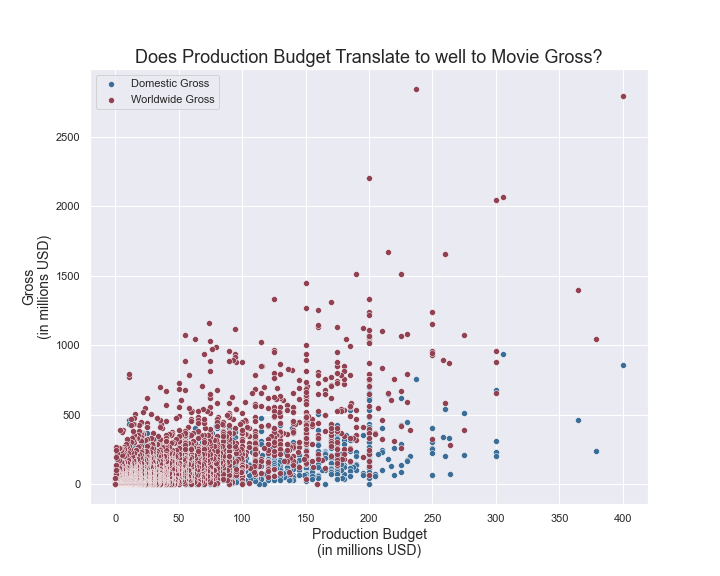 Does Production Budget Translate to well to Movie Gross?
Domestic Gross
Worldwide Gross
Gross
(in millions USD)
2500
2000
1500
1000
500
0
0 50 100 150 200 250 300 350 400
Production Budget
(in millions USD)